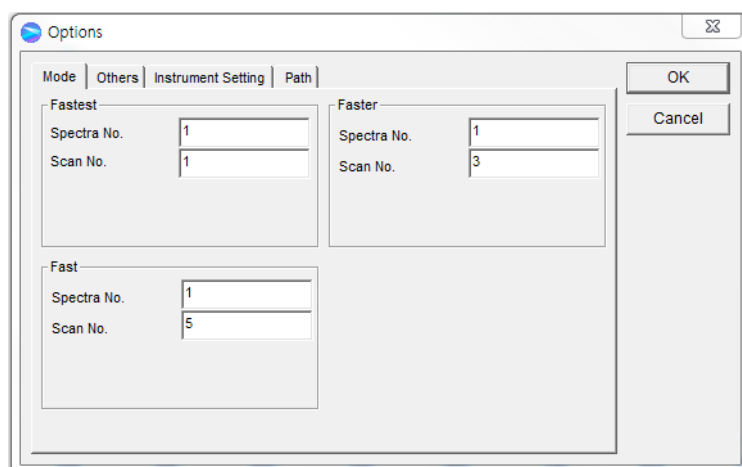 Options
Mode
Others
Instrument Setting
Path
OK
Cancel
Fastest
Spectra No.
1
Scan No.
1
Faster
Spectra No.
1
Scan No.
3
Fast
Spectra No.
1
Scan No.
5